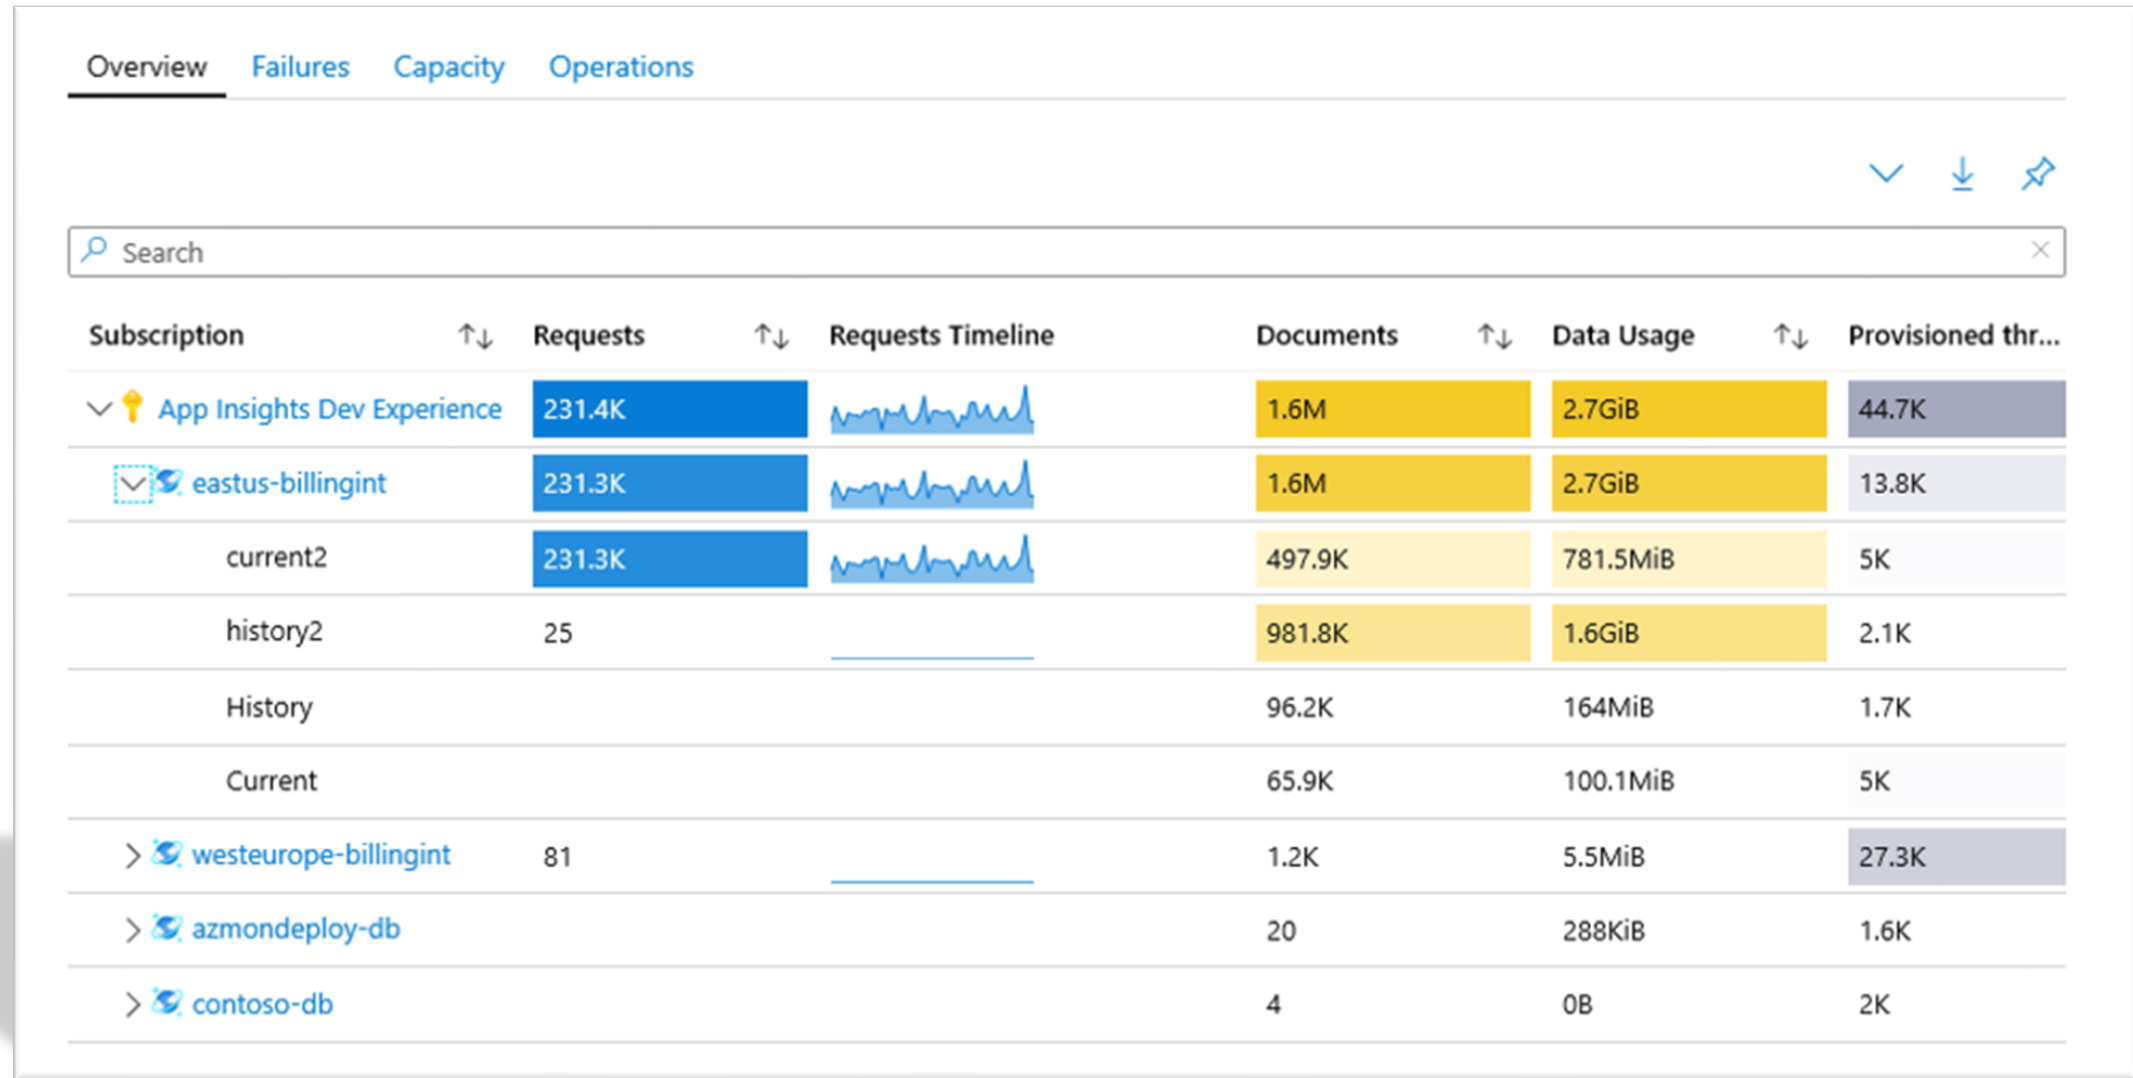 Overview Failures Capacity Operations
Search
Subscription Requests Requests Timeline Documents Data Usage Provisioned thr...
App Insights Dev Experience 231.4K 1.6M 2.7GiB 44.7K
eastus-billingint 231.3K 1.6M 2.7GiB 13.8K
current2 231.3K 497.9K 781.5MiB 5K
history2 25 981.8K 1.6GiB 2.1K
History 96.2K 164MiB 1.7K
Current 65.9K 100.1MiB 5K
westeurope-billingint 81 1.2K 5.5MiB 27.3K
azmondeploy-db 20 288KiB 1.6K
contoso-db 4 0B 2K